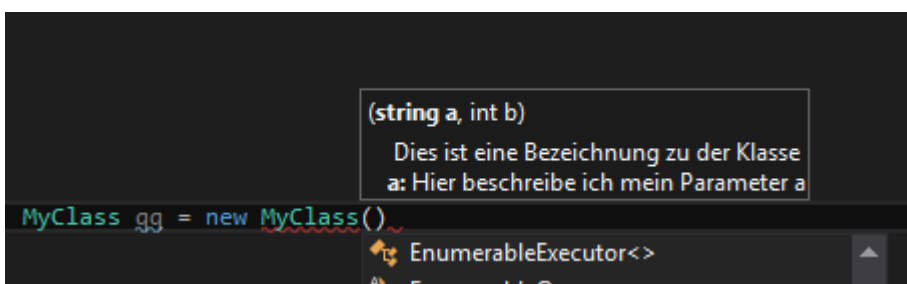 (string a, int b)
Dies ist eine Bezeichnung zu der Klasse
a: Hier beschreibe ich mein Parameter a
MyClass gg = new MyClass()
EnumerableExecutor<>